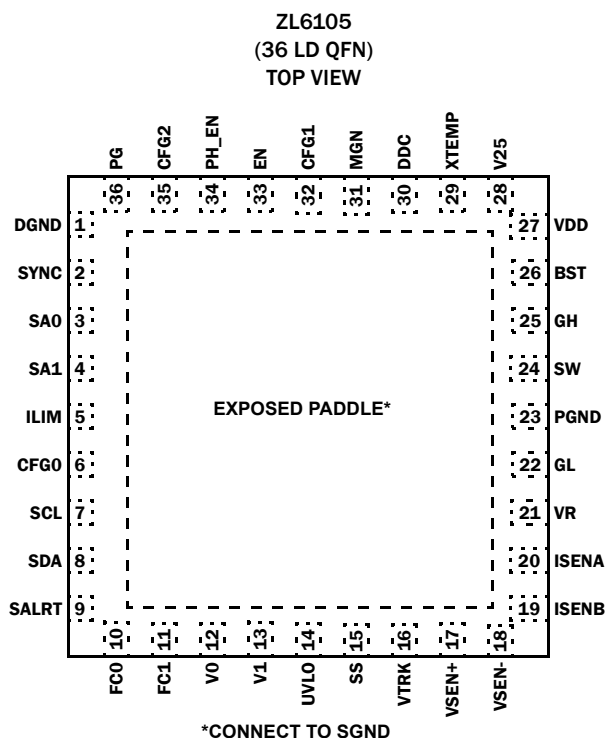 ZL6105
(36 LD QFN)
TOP VIEW
PG
CFG2
PH_EN
EN
CFG1
MGN
DDC
XTEMP
V25
36
35
34
33
32
31
30
29
28
DGND 1
SYNC 2
SA0 3
SA1 4
ILIM 5
CFG0 6
SCL 7
SDA 8
SALRT 9
EXPOSED PADDLE*
27 VDD
26 BST
25 GH
24 SW
23 PGND
22 GL
21 VR
20 ISENA
19 ISENB
10
11
12
13
14
15
16
17
18
FC0
FC1
V0
V1
UVLO
SS
VTRK
VSEN+
VSEN-
*CONNECT TO SGND